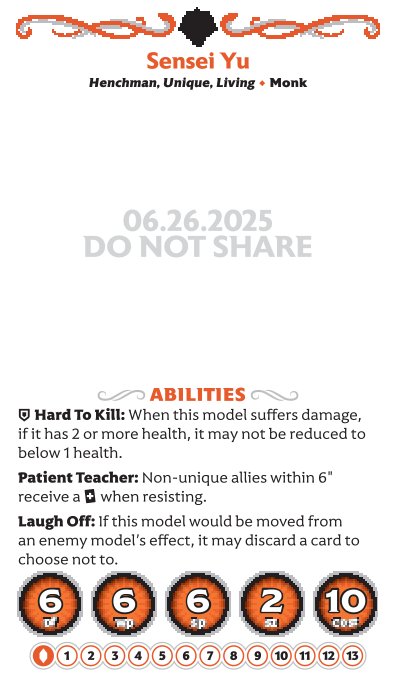 Sensei Yu
Henchman, Unique, Living ♦ Monk
06.26.2025
DO NOT SHARE
ABILITIES
Hard To Kill: When this model suffers damage,
if it has 2 or more health, it may not be reduced to
below 1 health.
Patient Teacher: Non-unique allies within 6"
receive a when resisting.
Laugh Off: If this model would be moved from
an enemy model's effect, it may discard a card to
choose not to.
6 6 6 2 10
Df Wp Sp Sz Cost
1 2 3 4 5 6 7 8 9 10 11 12 13